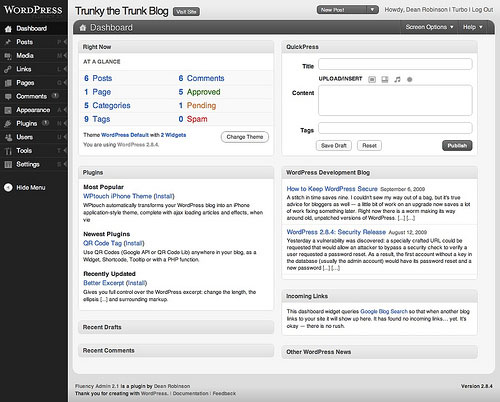 WORDPRESS
Trunky the Trunk Blog
Visit Site
New Post
Howdy, Dean Robinson | Turbo | Log Out
Dashboard
Screen Options
Help
Dashboard
Posts P
Media M
Links L
Pages G
Comments 1 C
Appearance A
Plugins 1 N
Users U
Tools T
Settings S
Hide Menu
Right Now
AT A GLANCE
6 Posts 6 Comments
1 Page 5 Approved
5 Categories 1 Pending
9 Tags 0 Spam
Theme WordPress Default with 2 Widgets
Change Theme
You are using WordPress 2.8.4.
Plugins
Most Popular
WPtouch iPhone Theme (Install)
WPtouch automatically transforms your WordPress blog into an iPhone
application-style theme, complete with ajax loading articles and effects, when
vie
Newest Plugins
QR Code Tag (Install)
Use QR Codes (Google API or QR Code Lib) anywhere in your blog, as a
Widget, Shortcode, Tooltip or with a PHP function.
Recently Updated
Better Excerpt (Install)
Gives you full control over the WordPress excerpt: change the length, the
ellipsis [...] and surrounding markup.
Recent Drafts
Recent Comments
QuickPress
Title
UPLOAD/INSERT
Content
Tags
Save Draft
Reset
Publish
WordPress Development Blog
How to Keep WordPress Secure September 6, 2009
A stitch in time saves nine. I couldn't sew my way out of a bag, but it's true
advice for bloggers as well — a little bit of work on an upgrade now saves a lot
of work fixing something later. Right now there is a worm making its way
around old, unpatched versions of WordPress. [...] [...]
WordPress 2.8.4: Security Release August 12, 2009
Yesterday a vulnerability was discovered: a specially crafted URL could be
requested that would allow an attacker to bypass a security check to verify a
user requested a password reset. As a result, the first account without a key in
the database (usually the admin account) would have its password reset and a
new password [...] [...]
Incoming Links
This dashboard widget queries Google Blog Search so that when another blog
links to your site it will show up here. It has found no incoming links... yet. It's
okay — there is no rush.
Other WordPress News
Fluency Admin 2.1 is a plugin by Dean Robinson
Thank you for creating with WordPress. | Documentation | Feedback
Version 2.8.4